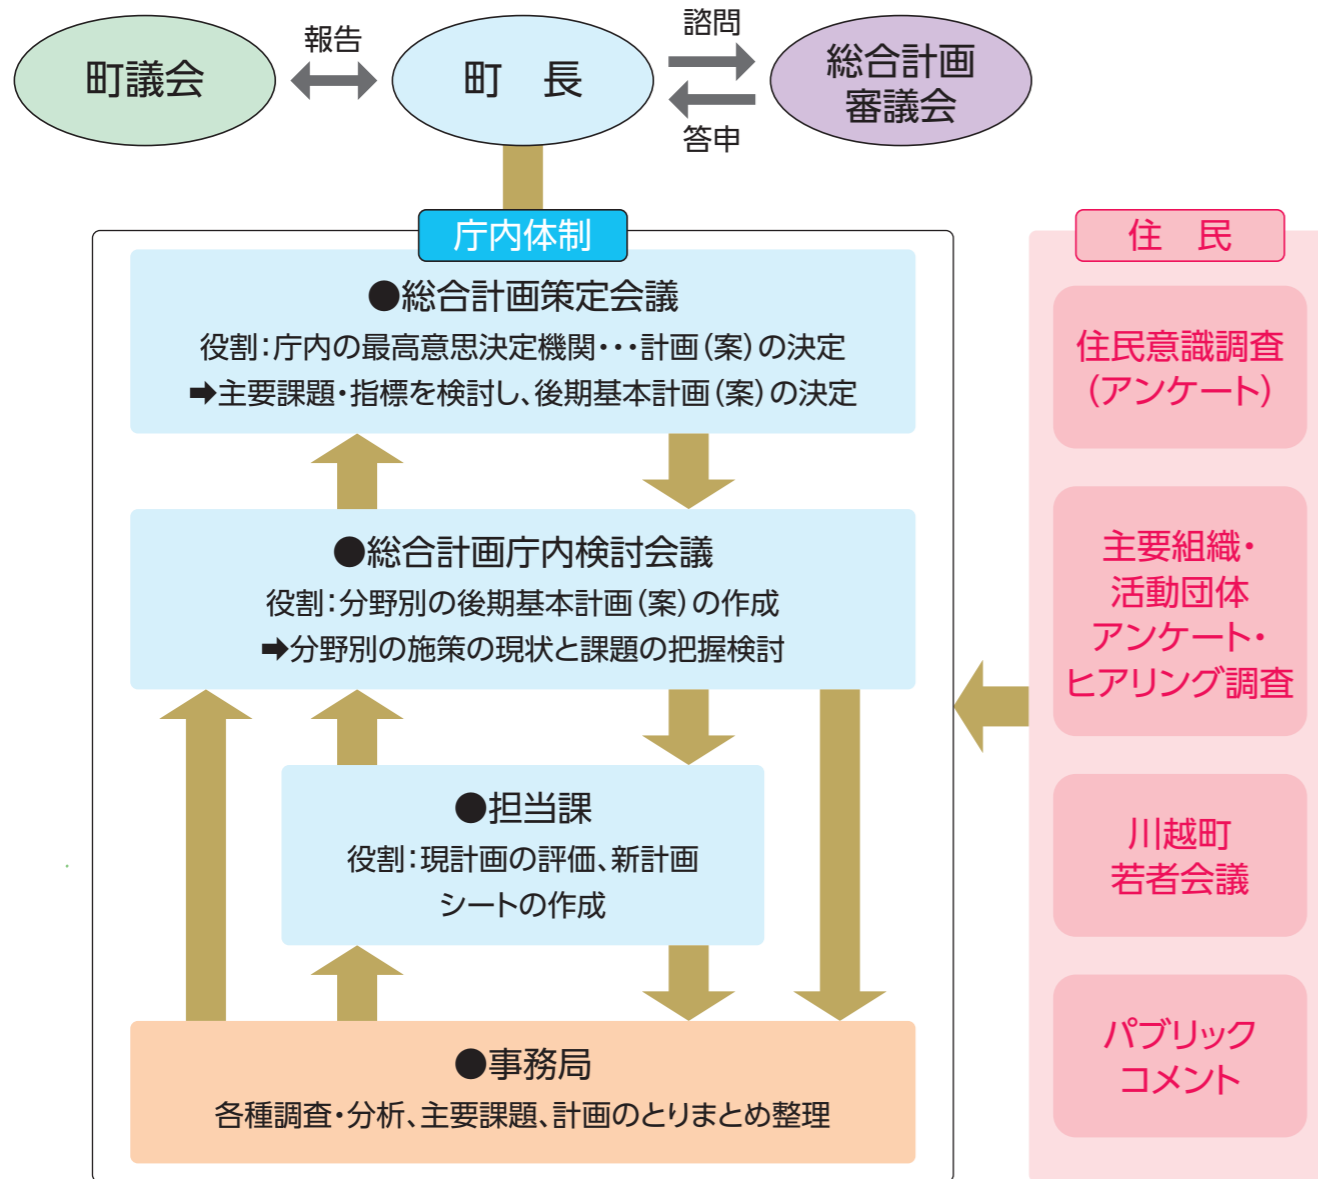 町議会
報告
町　長
諮問
答申
総合計画
審議会
庁内体制
●総合計画策定会議
役割：庁内の最高意思決定機関・・・計画（案）の決定
➡主要課題・指標を検討し、後期基本計画（案）の決定
●総合計画庁内検討会議
役割：分野別の後期基本計画（案）の作成
➡分野別の施策の現状と課題の把握検討
●担当課
役割：現計画の評価、新計画
シートの作成
●事務局
各種調査・分析、主要課題、計画のとりまとめ整理
住　民
住民意識調査
（アンケート）
主要組織・
活動団体
アンケート・
ヒアリング調査
川越町
若者会議
パブリック
コメント